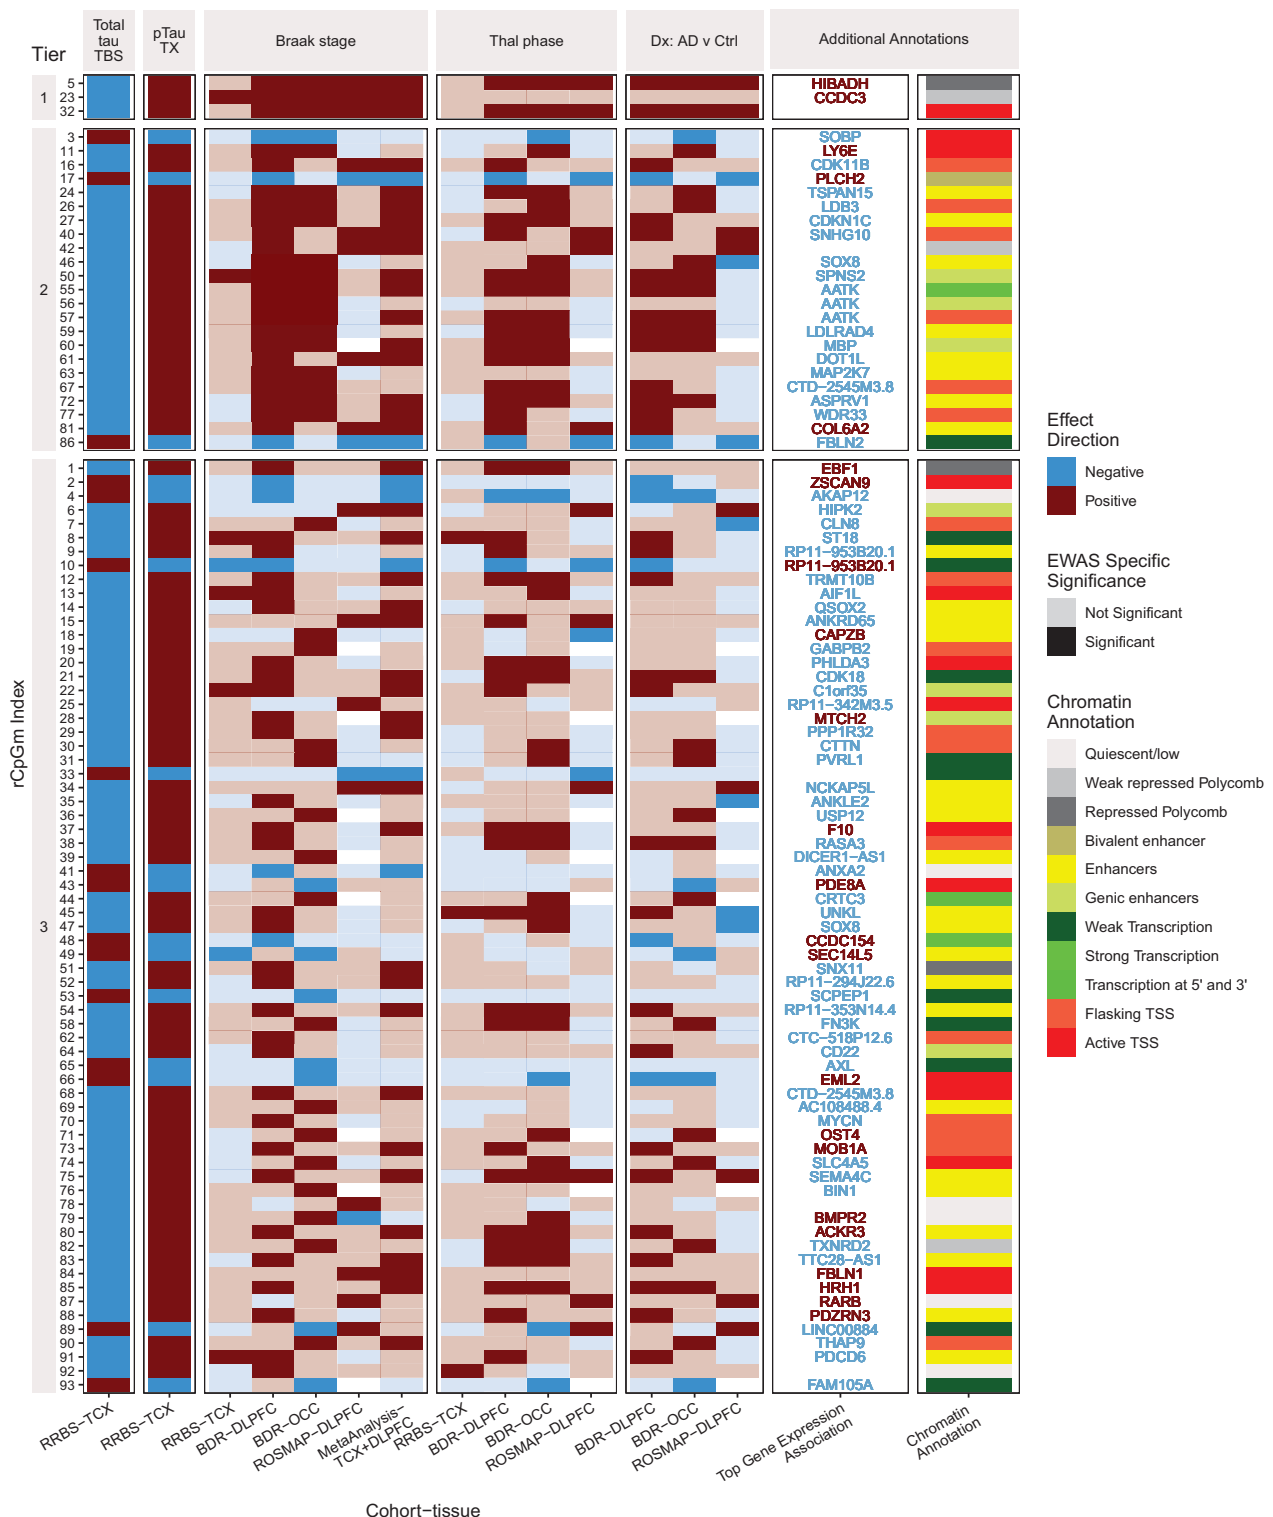 Total
tau
TBS
pTau
TX
Braak stage
Thal phase
Dx: AD v Ctrl
Additional Annotations
Tier
1
5 HIBADH
23 CCDC3
32
2
3 SOBP
11 LY6E
16 CDK11B
17 PLCH2
24 TSPAN15
26 LDB3
27 CDKN1C
40 SNHG10
42
46 SOX8
50 SPNS2
55 AATK
56 AATK
57 AATK
59 LDLRAD4
60 MBP
61 DOT1L
63 MAP2K7
67 CTD−2545M3.8
72 ASPRV1
77 WDR33
81 COL6A2
86 FBLN2
3
1 EBF1
2 ZSCAN9
4 AKAP12
6 HIPK2
7 CLN8
8 ST18
9 RP11−953B20.1
10 RP11−953B20.1
12 TRMT10B
13 AIF1L
14 QSOX2
15 ANKRD65
18 CAPZB
19 GABPB2
20 PHLDA3
21 CDK18
22 C1orf35
25 RP11−342M3.5
28 MTCH2
29 PPP1R32
30 CTTN
31 PVRL1
33
34 NCKAP5L
35 ANKLE2
36 USP12
37 F10
38 RASA3
39 DICER1−AS1
41 ANXA2
43 PDE8A
44 CRTC3
45 UNKL
47 SOX8
48 CCDC154
49 SEC14L5
51 SNX11
52 RP11−294J22.6
53 SCPEP1
54 RP11−353N14.4
58 FN3K
62 CTC−518P12.6
64 CD22
65 AXL
66 EML2
68 CTD−2545M3.8
69 AC108488.4
70 MYCN
71 OST4
73 MOB1A
74 SLC4A5
75 SEMA4C
76 BIN1
78
79 BMPR2
80 ACKR3
82 TXNRD2
83 TTC28−AS1
84 FBLN1
85 HRH1
87 RARB
88 PDZRN3
89 LINC00884
90 THAP9
91 PDCD6
92
93 FAM105A
rCpGm Index
RRBS−TCX
RRBS−TCX
RRBS−TCX
BDR−DLPFC
BDR−OCC
ROSMAP−DLPFC
MetaAnalysis−
TCX+DLPFC
RRBS−TCX
BDR−DLPFC
BDR−OCC
ROSMAP−DLPFC
BDR−DLPFC
BDR−OCC
ROSMAP−DLPFC
Top Gene Expression
Association
Chromatin
Annotation
Cohort−tissue
Effect
Direction
Negative
Positive
EWAS Specific
Significance
Not Significant
Significant
Chromatin
Annotation
Quiescent/low
Weak repressed Polycomb
Repressed Polycomb
Bivalent enhancer
Enhancers
Genic enhancers
Weak Transcription
Strong Transcription
Transcription at 5' and 3'
Flasking TSS
Active TSS